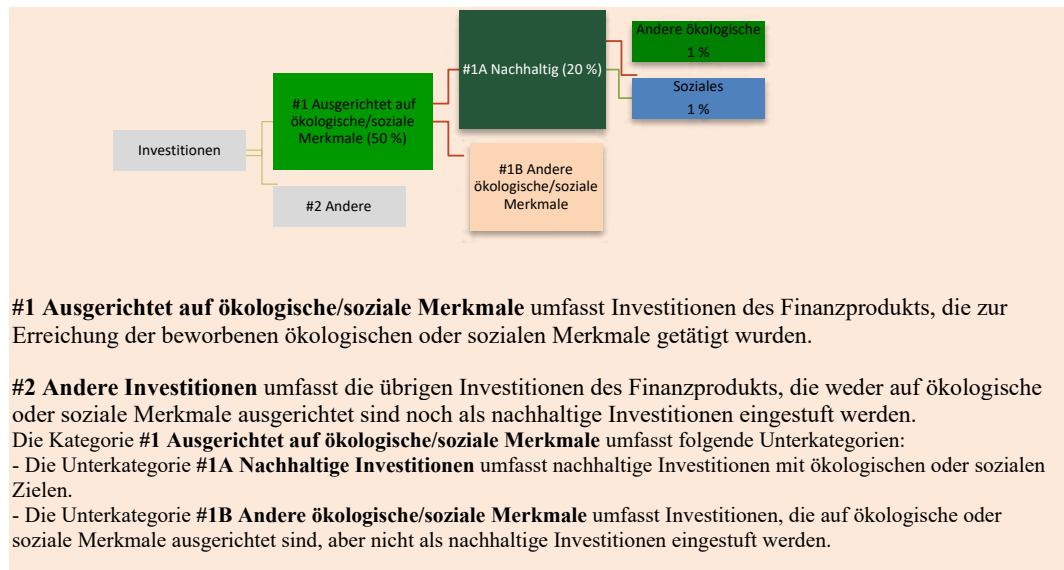 Andere ökologische
1 %
#1A Nachhaltig (20 %)
Soziales
1 %
#1 Ausgerichtet auf
ökologische/soziale
Merkmale (50 %)
Investitionen
#1B Andere
ökologische/soziale
Merkmale
#2 Andere
#1 Ausgerichtet auf ökologische/soziale Merkmale umfasst Investitionen des Finanzprodukts, die zur
Erreichung der beworbenen ökologischen oder sozialen Merkmale getätigt wurden.
#2 Andere Investitionen umfasst die übrigen Investitionen des Finanzprodukts, die weder auf ökologische
oder soziale Merkmale ausgerichtet sind noch als nachhaltige Investitionen eingestuft werden.
Die Kategorie #1 Ausgerichtet auf ökologische/soziale Merkmale umfasst folgende Unterkategorien:
- Die Unterkategorie #1A Nachhaltige Investitionen umfasst nachhaltige Investitionen mit ökologischen oder sozialen
Zielen.
- Die Unterkategorie #1B Andere ökologische/soziale Merkmale umfasst Investitionen, die auf ökologische oder
soziale Merkmale ausgerichtet sind, aber nicht als nachhaltige Investitionen eingestuft werden.